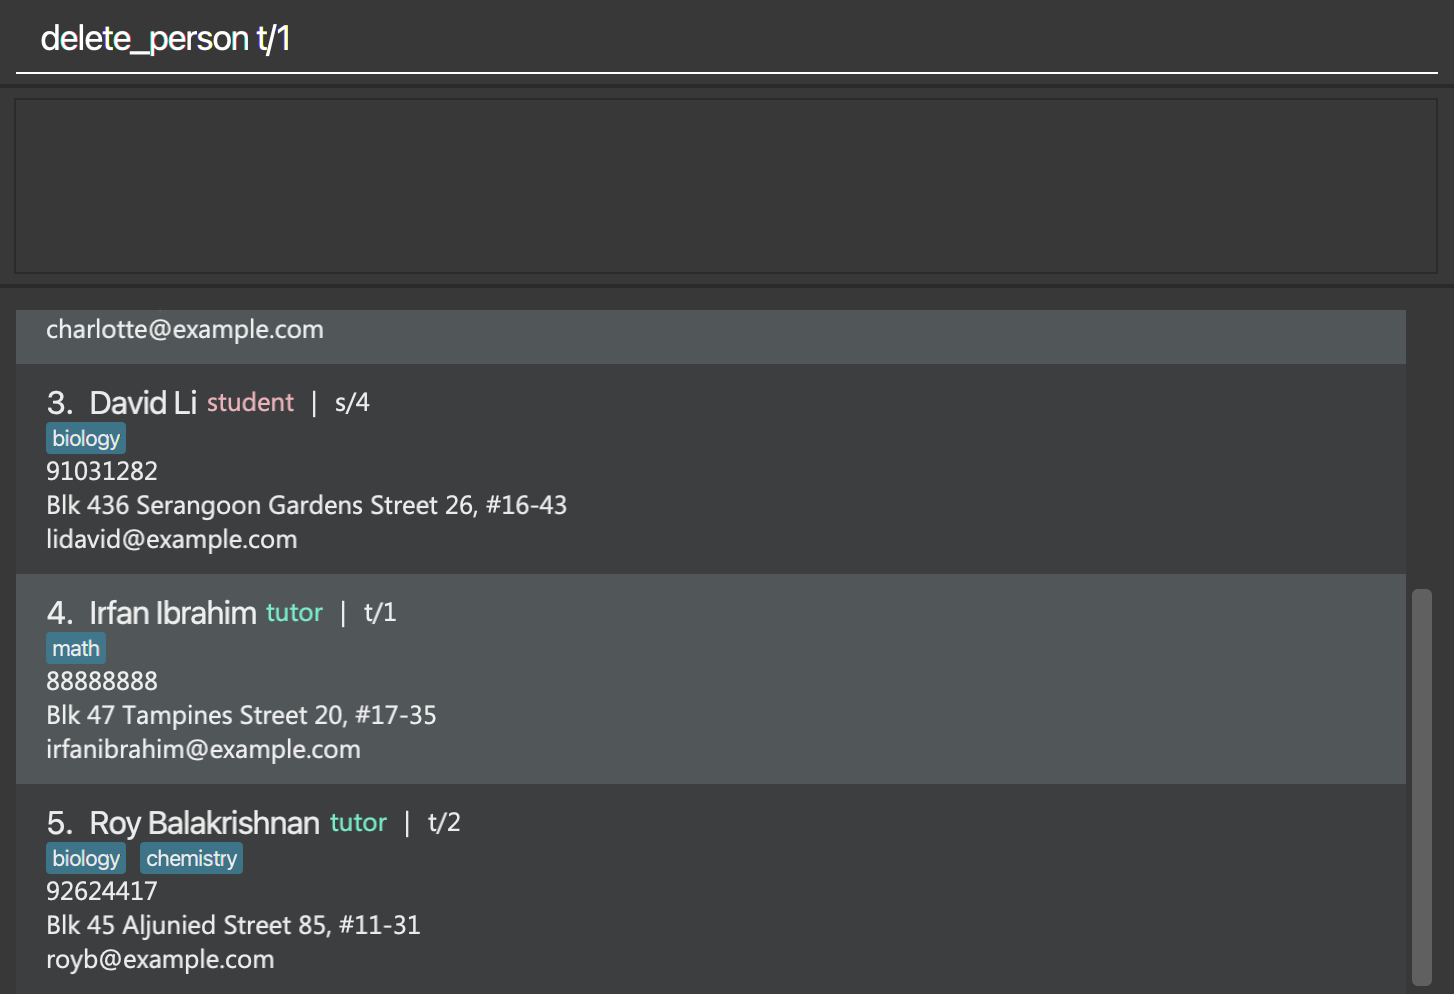 delete_person t/1
charlotte@example.com
3. David Li student | s/4
biology
91031282
Blk 436 Serangoon Gardens Street 26, #16-43
lidavid@example.com
4. Irfan Ibrahim tutor | t/1
math
88888888
Blk 47 Tampines Street 20, #17-35
irfanibrahim@example.com
5. Roy Balakrishnan tutor | t/2
biology chemistry
92624417
Blk 45 Aljunied Street 85, #11-31
royb@example.com